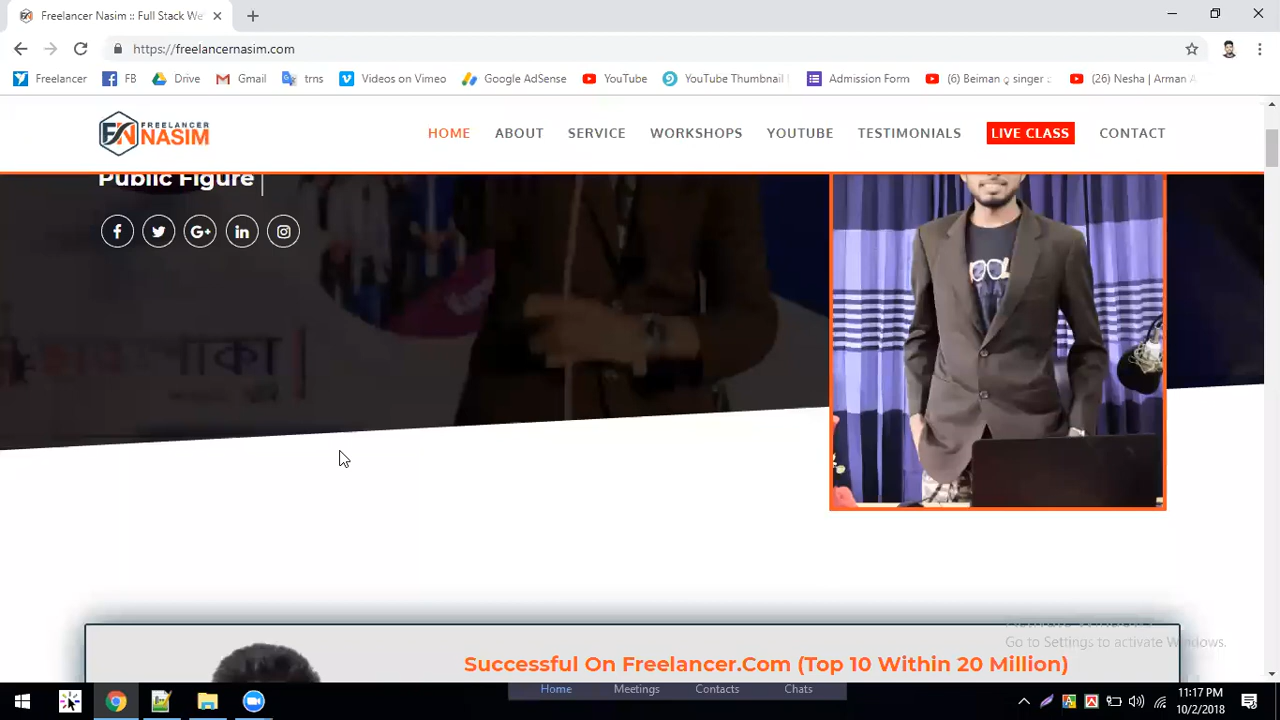 Freelancer Nasim :: Full Stack We
https://freelancernasim.com
Freelancer
FB
Drive
Gmail
trns
Videos on Vimeo
Google AdSense
YouTube
YouTube Thumbnail
Admission Form
(6) Beiman q singer
(26) Nesha | Arman A
FREELANCER
NASIM
HOME
ABOUT
SERVICE
WORKSHOPS
YOUTUBE
TESTIMONIALS
LIVE CLASS
CONTACT
Public Figure
Successful On Freelancer.Com (Top 10 Within 20 Million)
Activate Windows
Go to Settings to activate Windows.
Home
Meetings
Contacts
Chats
11:17 PM
10/2/2018